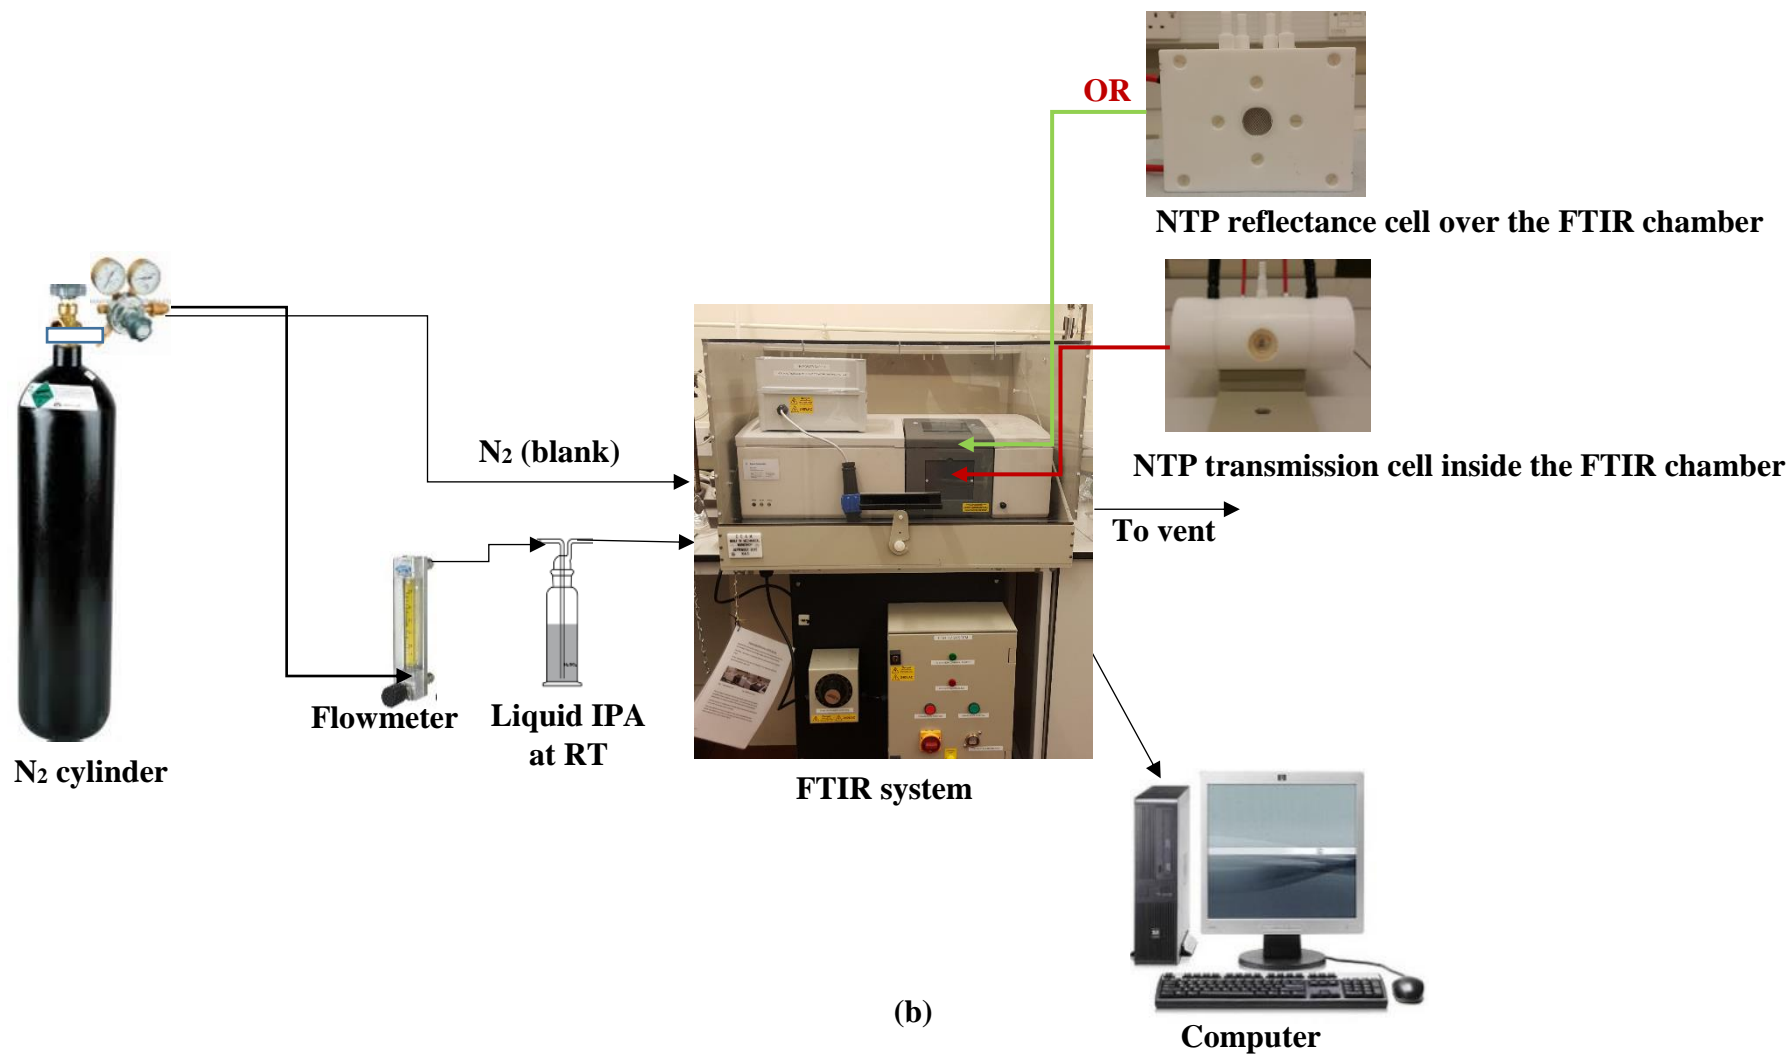 OR
NTP reflectance cell over the FTIR chamber
NTP transmission cell inside the FTIR chamber
N2 (blank)
To vent
Flowmeter
Liquid IPA
at RT
N2 cylinder
FTIR system
(b)
Computer